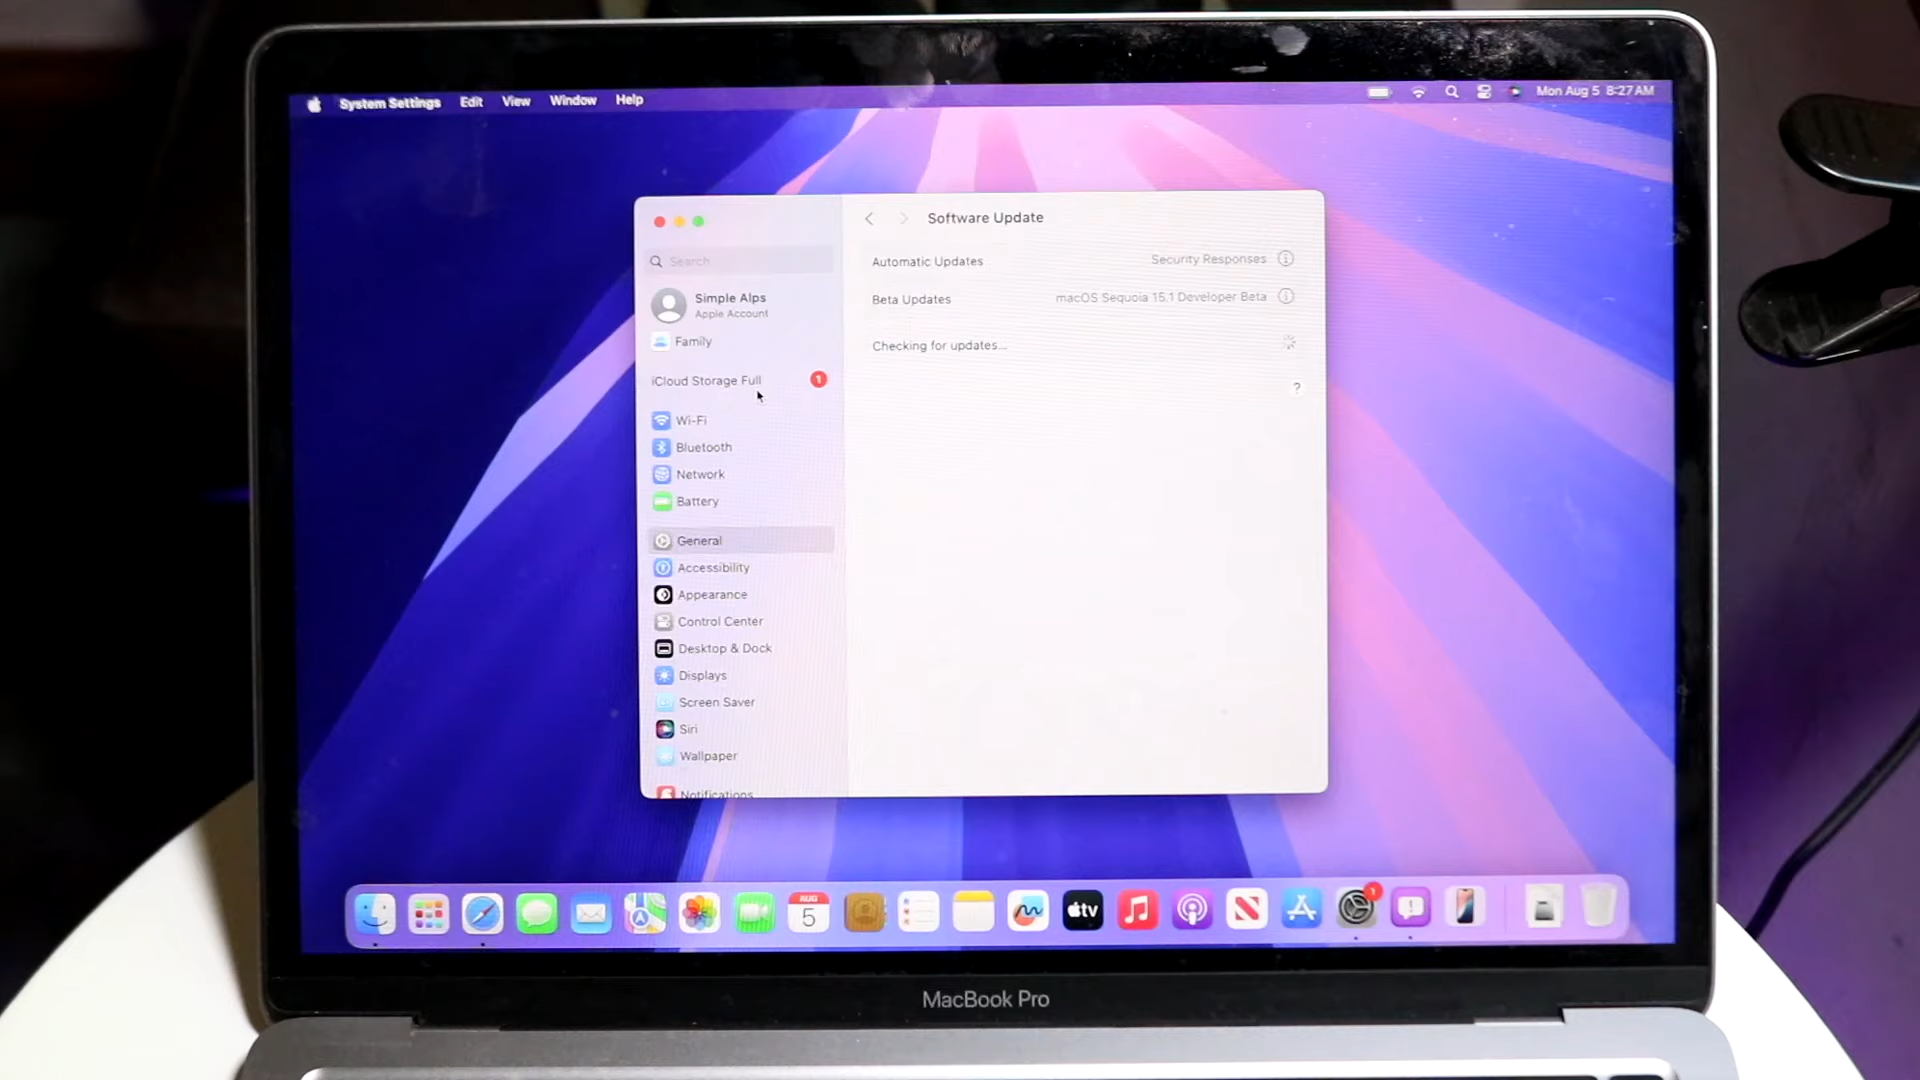 System Settings Edit View Window Help
Mon Aug 5 8:27 AM
Software Update
Search
Automatic Updates Security Responses
Simple Alps
Apple Account
Beta Updates macOS Sequoia 15.1 Developer Beta
Family
Checking for updates...
?
iCloud Storage Full 1
Wi-Fi
Bluetooth
Network
Battery
General
Accessibility
Appearance
Control Center
Desktop & Dock
Displays
Screen Saver
Siri
Wallpaper
Notifications
AUG
5
tv
1
MacBook Pro